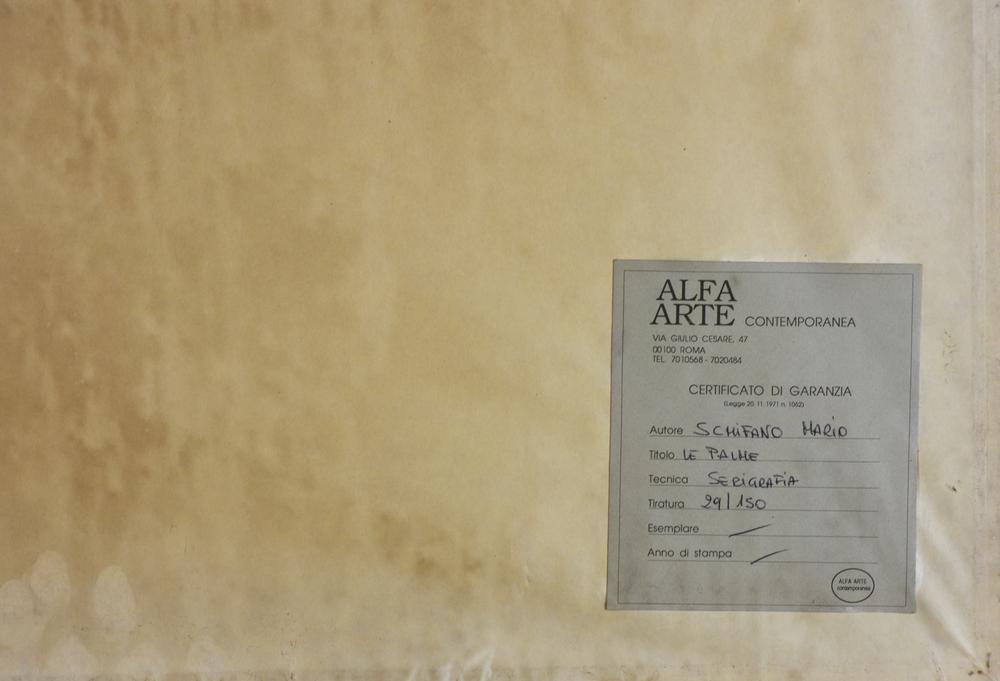 ALFA
ARTE CONTEMPORANEA
VIA GIULIO CESARE, 47
00100 ROMA
TEL. 7010568 - 7020484
CERTIFICATO DI GARANZIA
(Legge 20. 11. 1971 n. 1062)
Autore SCHIFANO MARIO
Titolo LE PALME
Tecnica SERIGRAFIA
Tiratura 29/150
Esemplare
Anno di stampa
ALFA ARTE
contemporanea